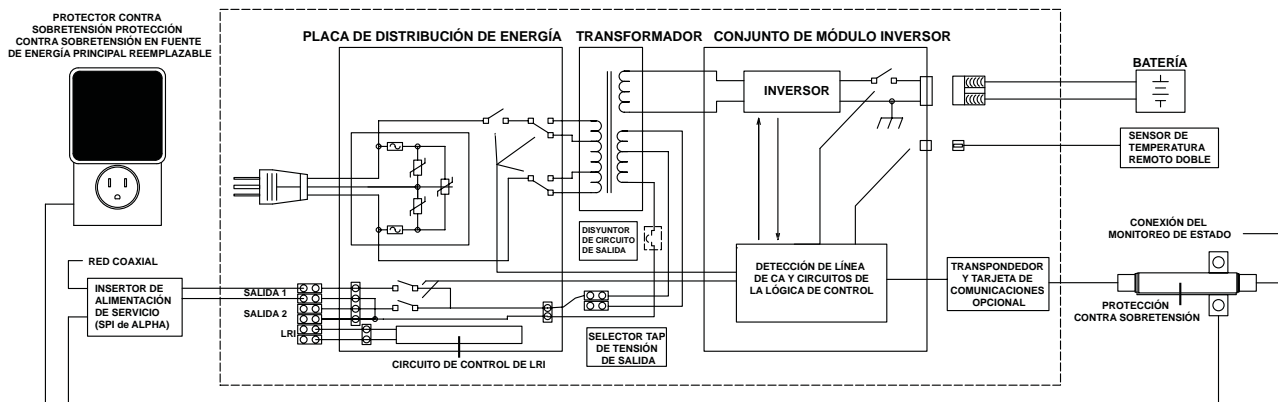 PROTECTOR CONTRA
SOBRETENSIÓN PROTECCIÓN
CONTRA SOBRETENSIÓN EN FUENTE
DE ENERGÍA PRINCIPAL REEMPLAZABLE
PLACA DE DISTRIBUCIÓN DE ENERGÍA
TRANSFORMADOR
CONJUNTO DE MÓDULO INVERSOR
INVERSOR
BATERÍA
SENSOR DE
TEMPERATURA
REMOTO DOBLE
DISYUNTOR
DE CIRCUITO
DE SALIDA
CONEXIÓN DEL
MONITOREO DE ESTADO
RED COAXIAL
INSERTOR DE
ALIMENTACIÓN
DE SERVICIO
(SPI de ALPHA)
SALIDA 1
SALIDA 2
LRI
DETECCIÓN DE LÍNEA
DE CA Y CIRCUITOS DE
LA LÓGICA DE CONTROL
TRANSPONDEDOR
Y TARJETA DE
COMUNICACIONES
OPCIONAL
PROTECCIÓN
CONTRA SOBRETENSIÓN
SELECTOR TAP
DE TENSIÓN
DE SALIDA
CIRCUITO DE CONTROL DE LRI